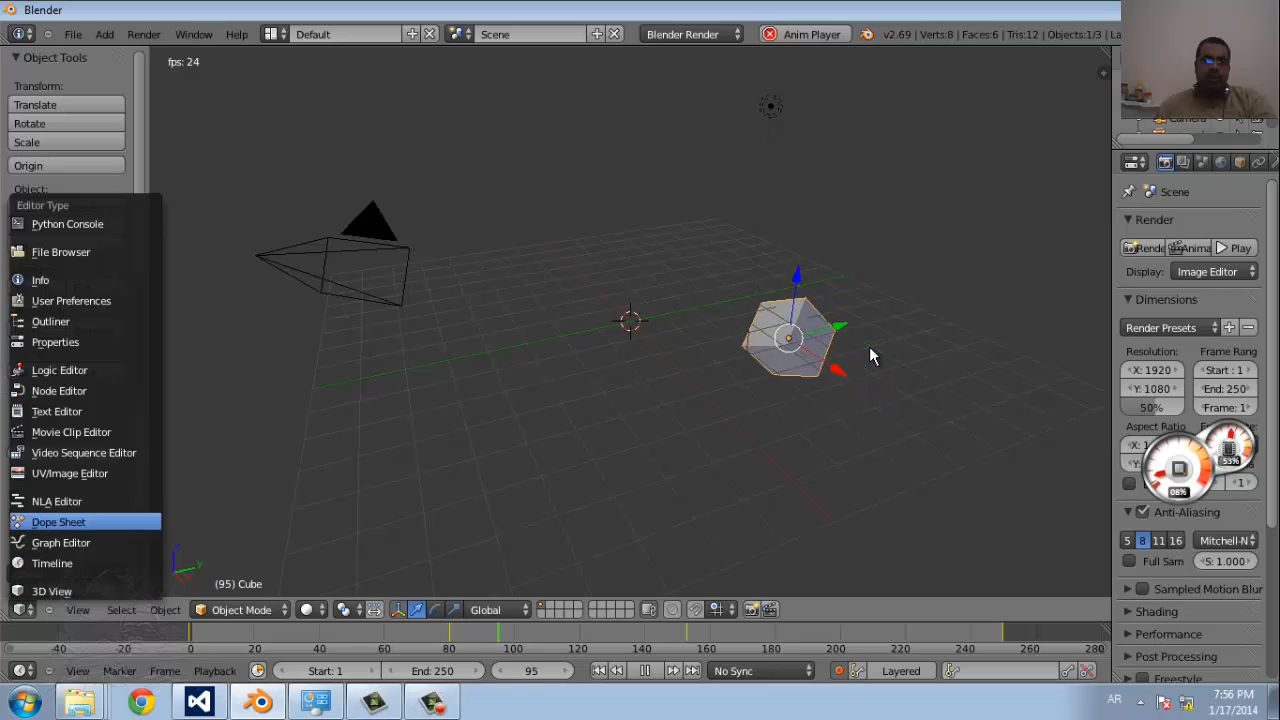 Blender
File Add Render Window Help Default Scene Blender Render Anim Player v2.69 | Verts:8 | Faces:6 | Tris:12 | Objects:1/3 | La
Object Tools
fps: 24
Transform:
Translate
Rotate
Scale
Origin
Object:
Editor Type
Python Console
File Browser
Info
User Preferences
Outliner
Properties
Logic Editor
Node Editor
Text Editor
Movie Clip Editor
Video Sequence Editor
UV/Image Editor
NLA Editor
Dope Sheet
Graph Editor
Timeline
3D View
(95) Cube
Camera
Scene
Render
Rende Anima Play
Display: Image Editor
Dimensions
Render Presets
Resolution: Frame Rang
X: 1920 Start : 1
Y: 1080 End: 250
50% Frame: 1
Aspect Ratio
53%
08%
Anti-Aliasing
5 8 11 16 Mitchell-N
Full Sam S: 1.000
Sampled Motion Blur
Shading
Performance
Post Processing
Freestyle
View Select Object Object Mode Global
-40 -20 0 20 40 60 80 100 120 140 160 180 200 220 240 260 280
View Marker Frame Playback Start: 1 End: 250 95 No Sync Layered
AR 7:56 PM
1/17/2014